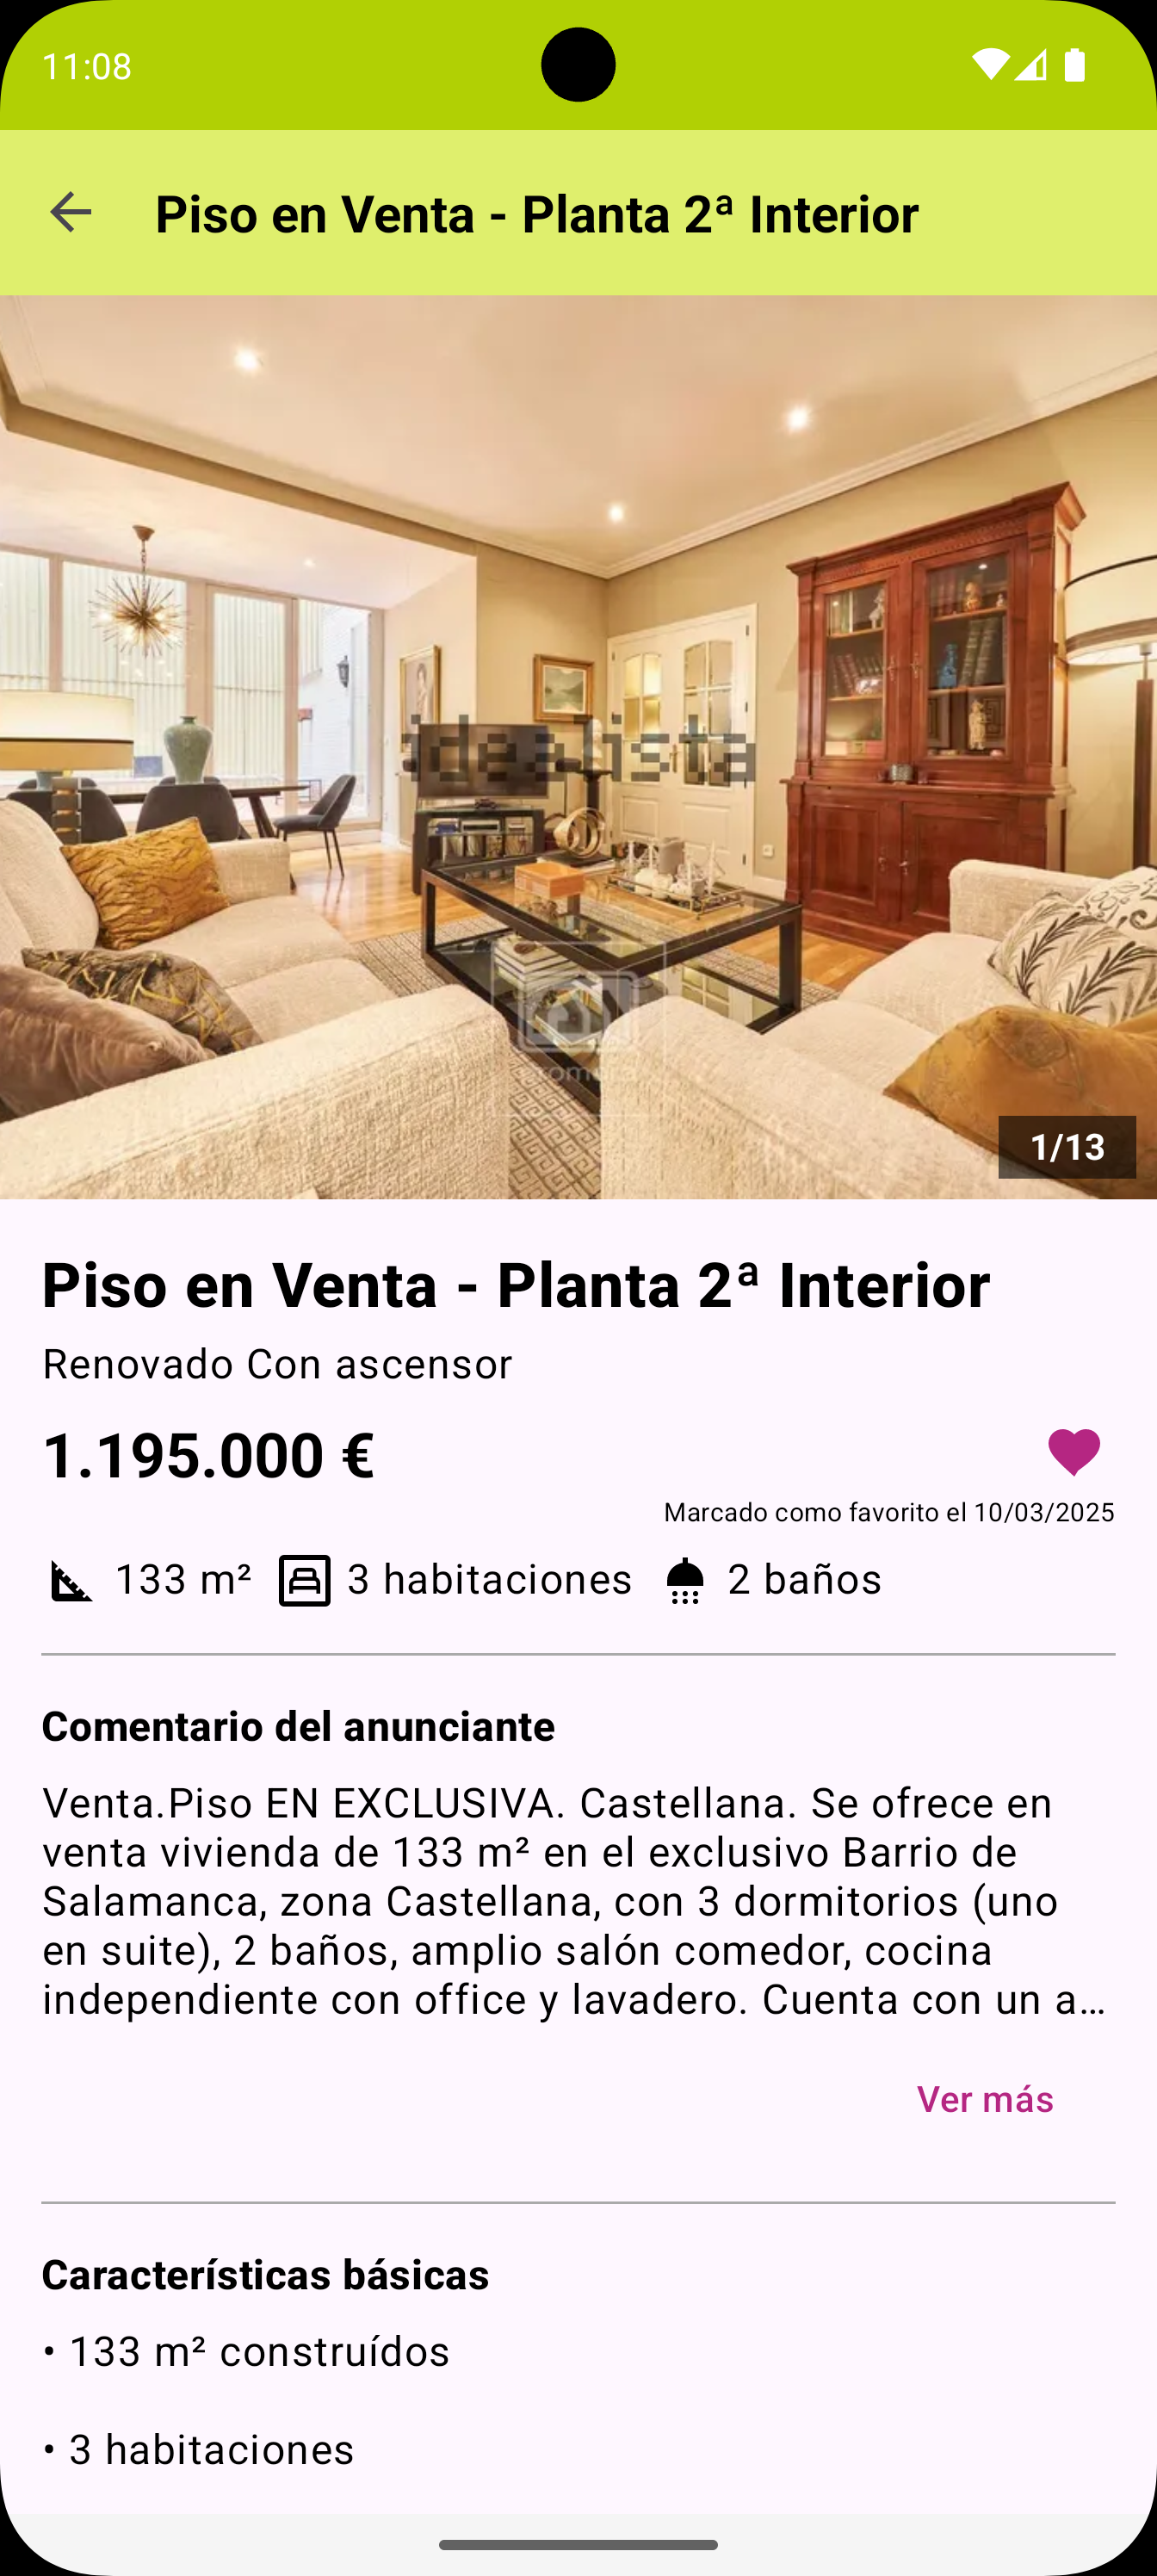 11:08
Piso en Venta - Planta 2ª Interior
idealista
1/13
Piso en Venta - Planta 2ª Interior
Renovado Con ascensor
1.195.000 €
Marcado como favorito el 10/03/2025
133 m² 3 habitaciones 2 baños
Comentario del anunciante
Venta.Piso EN EXCLUSIVA. Castellana. Se ofrece en
venta vivienda de 133 m² en el exclusivo Barrio de
Salamanca, zona Castellana, con 3 dormitorios (uno
en suite), 2 baños, amplio salón comedor, cocina
independiente con office y lavadero. Cuenta con un a…
Ver más
Características básicas
• 133 m² construídos
• 3 habitaciones